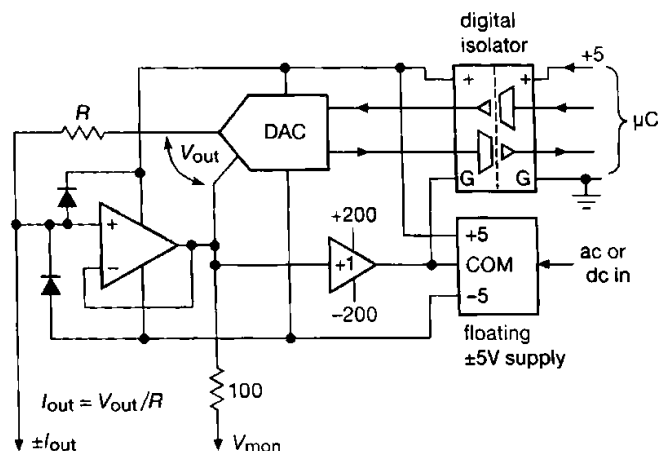 digital
isolator
+ +
+5
R
DAC
μC
Vout
G G
+
−
+200
+1
−200
+5
COM
−5
ac or
dc in
floating
±5V supply
100
Iout = Vout/R
±Iout
Vmon